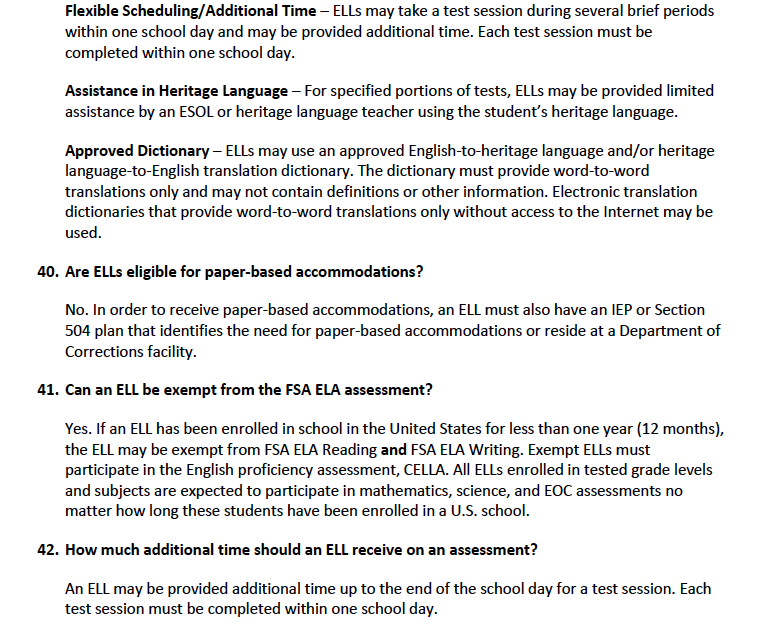 Flexible Scheduling/Additional Time – ELLs may take a test session during several brief periods
within one school day and may be provided additional time. Each test session must be
completed within one school day.
Assistance in Heritage Language – For specified portions of tests, ELLs may be provided limited
assistance by an ESOL or heritage language teacher using the student’s heritage language.
Approved Dictionary – ELLs may use an approved English-to-heritage language and/or heritage
language-to-English translation dictionary. The dictionary must provide word-to-word
translations only and may not contain definitions or other information. Electronic translation
dictionaries that provide word-to-word translations only without access to the Internet may be
used.
40. Are ELLs eligible for paper-based accommodations?
No. In order to receive paper-based accommodations, an ELL must also have an IEP or Section
504 plan that identifies the need for paper-based accommodations or reside at a Department of
Corrections facility.
41. Can an ELL be exempt from the FSA ELA assessment?
Yes. If an ELL has been enrolled in school in the United States for less than one year (12 months),
the ELL may be exempt from FSA ELA Reading and FSA ELA Writing. Exempt ELLs must
participate in the English proficiency assessment, CELLA. All ELLs enrolled in tested grade levels
and subjects are expected to participate in mathematics, science, and EOC assessments no
matter how long these students have been enrolled in a U.S. school.
42. How much additional time should an ELL receive on an assessment?
An ELL may be provided additional time up to the end of the school day for a test session. Each
test session must be completed within one school day.